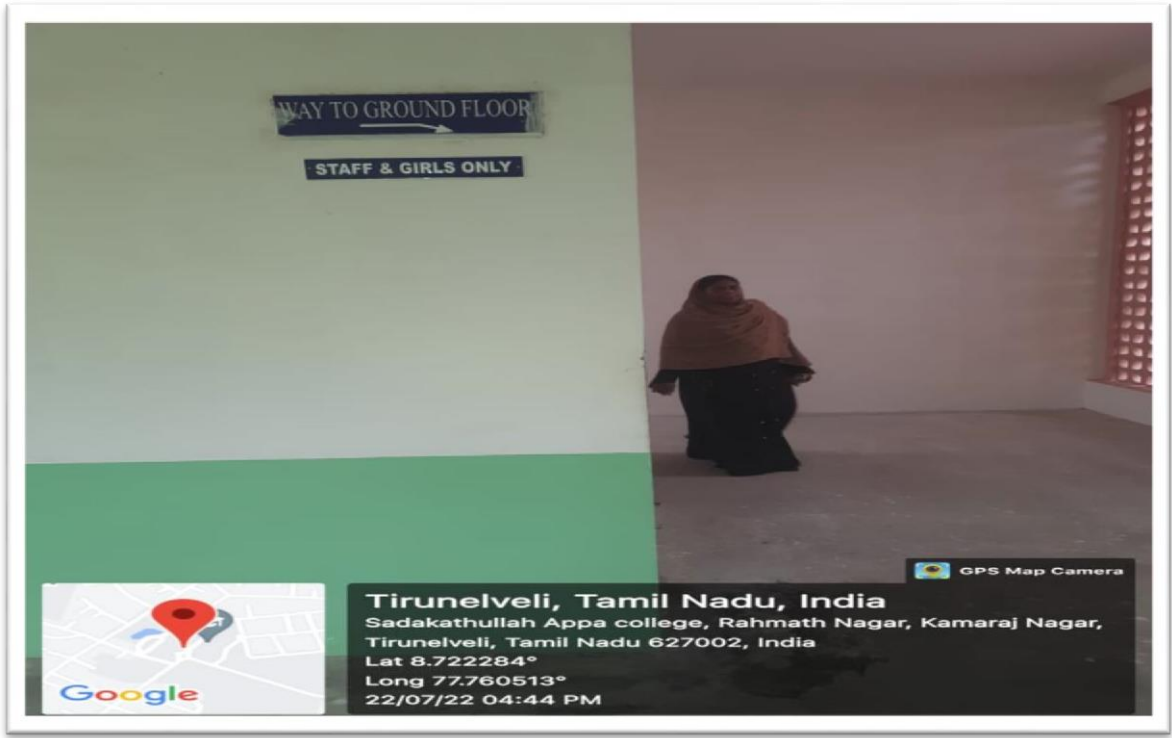 WAY TO GROUND FLOOR
STAFF & GIRLS ONLY
GPS Map Camera
Tirunelveli, Tamil Nadu, India
Sadakathullah Appa college, Rahmath Nagar, Kamaraj Nagar,
Tirunelveli, Tamil Nadu 627002, India
Lat 8.722284°
Long 77.760513°
22/07/22 04:44 PM
Google